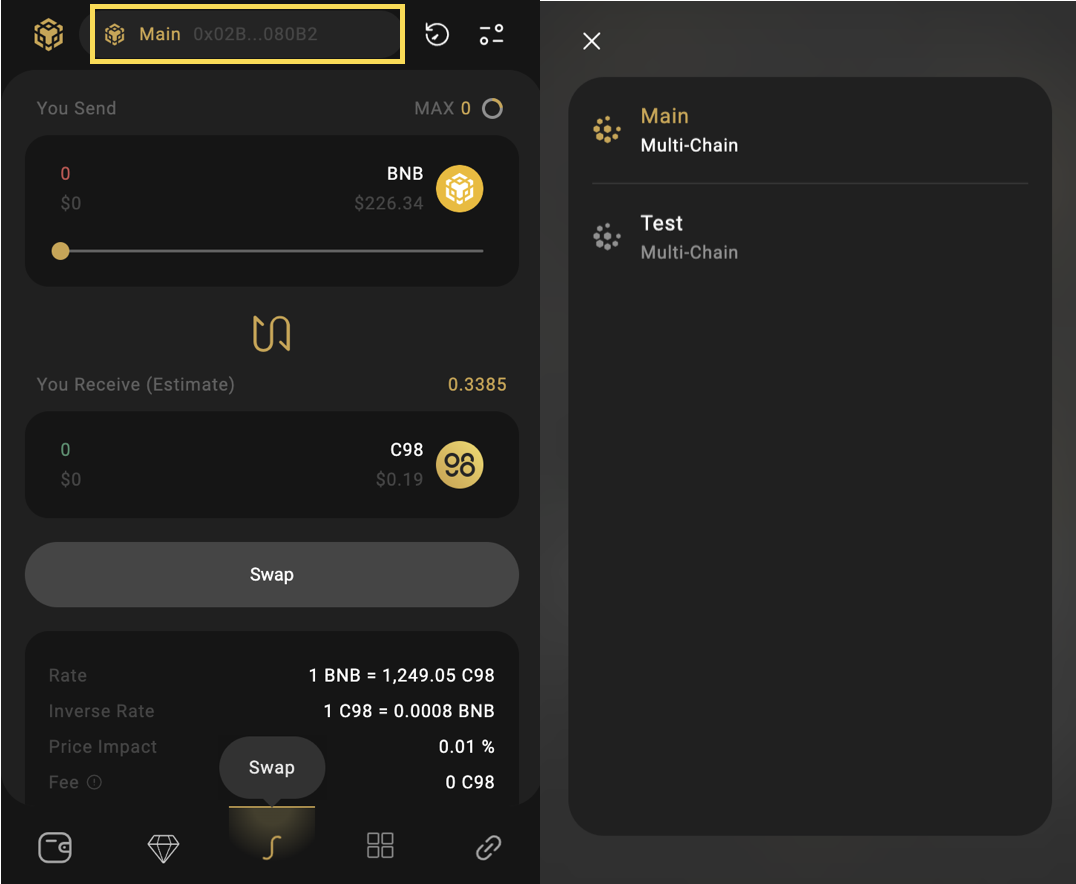 Main 0x02B...080B2
You Send MAX 0
0 BNB
$0 $226.34
You Receive (Estimate) 0.3385
0 C98
$0 $0.19
Swap
Rate 1 BNB = 1,249.05 C98
Inverse Rate 1 C98 = 0.0008 BNB
Price Impact 0.01 %
Swap
Fee 0 C98
Main
Multi-Chain
Test
Multi-Chain